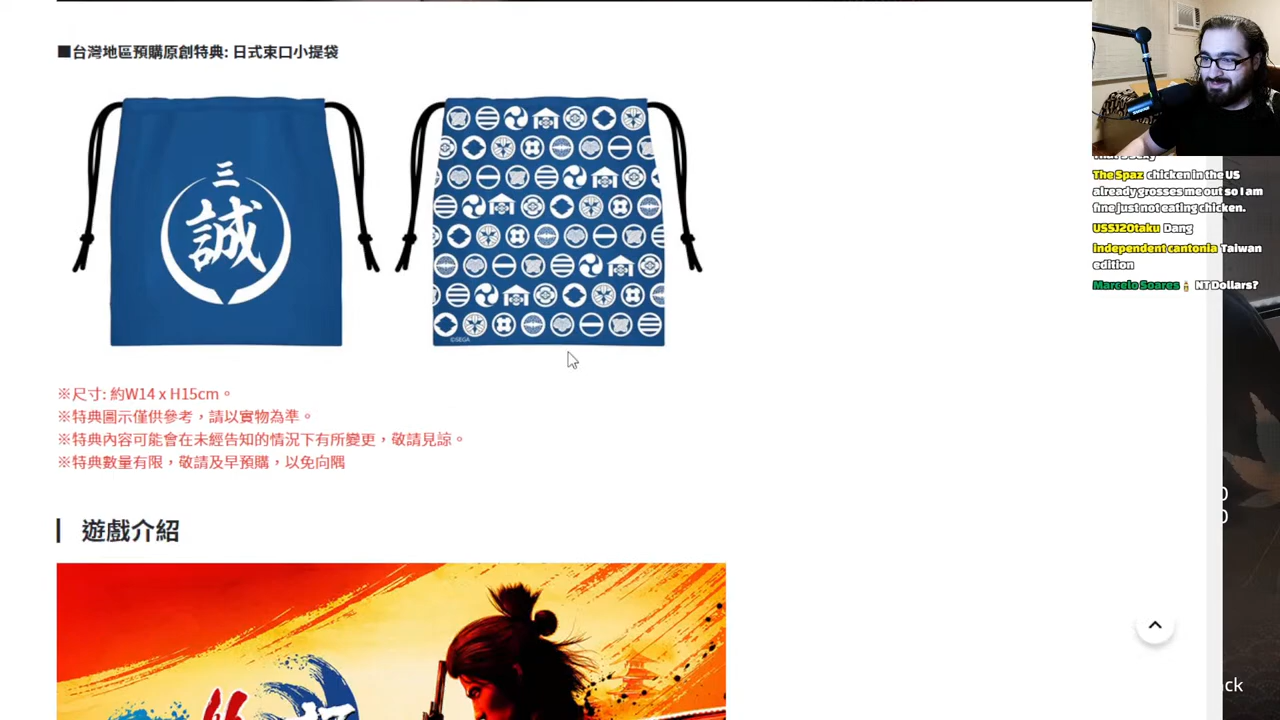 ■台灣地區預購原創特典: 日式束口小提袋
三
誠
©SEGA
※尺寸: 約W14 x H15cm。
※特典圖示僅供參考，請以實物為準。
※特典內容可能會在未經告知的情況下有所變更，敬請見諒。
※特典數量有限，敬請及早預購，以免向隅
遊戲介紹
The Spaz chicken in the US
already grosses me out so I am
fine just not eating chicken.
USSJ20taku Dang
independent cantonia Taiwan
edition
Marcelo Soares NT Dollars?
ck